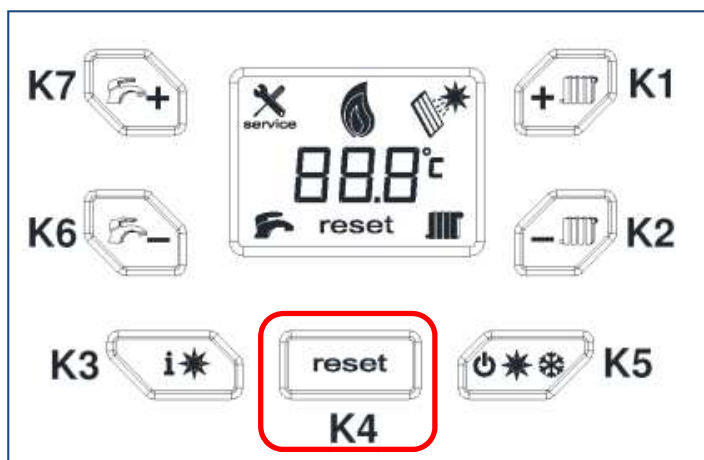 K7
+
service
+
K1
88.8°c
K6
-
reset
-
K2
K3
i
reset
K5
K4